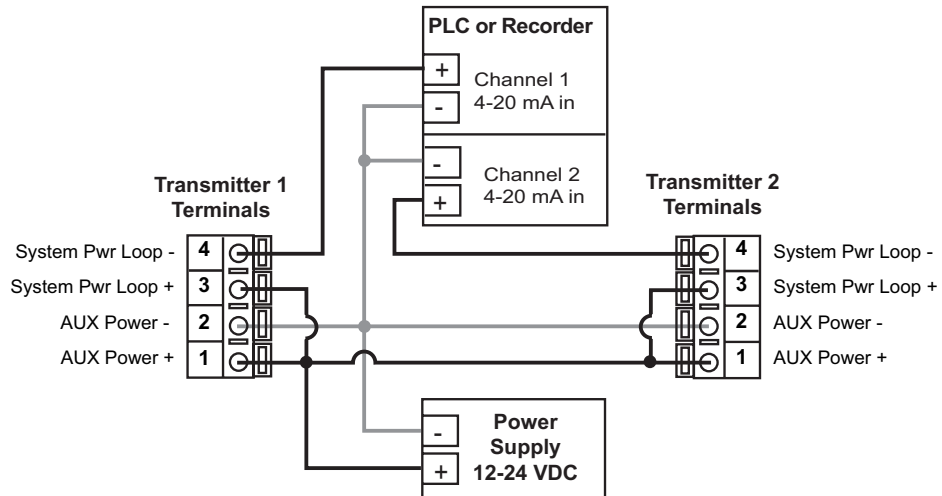 PLC or Recorder
+
Channel 1
4-20 mA in
-
-
Channel 2
4-20 mA in
+
Transmitter 1
Terminals
System Pwr Loop - 4
System Pwr Loop + 3
AUX Power - 2
AUX Power + 1
Transmitter 2
Terminals
4 System Pwr Loop -
3 System Pwr Loop +
2 AUX Power -
1 AUX Power +
-
+
Power
Supply
12-24 VDC